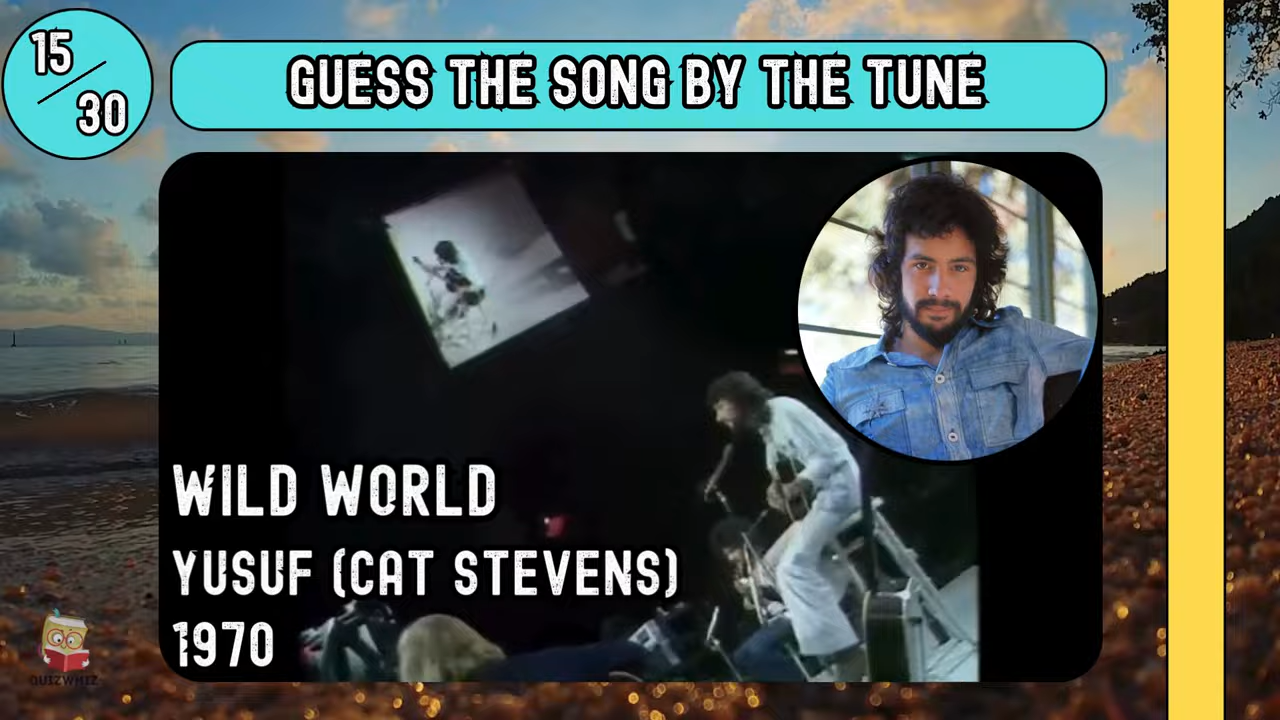 15
30
GUESS THE SONG BY THE TUNE
WILD WORLD
YUSUF (CAT STEVENS)
1970
QUIZWHIZ